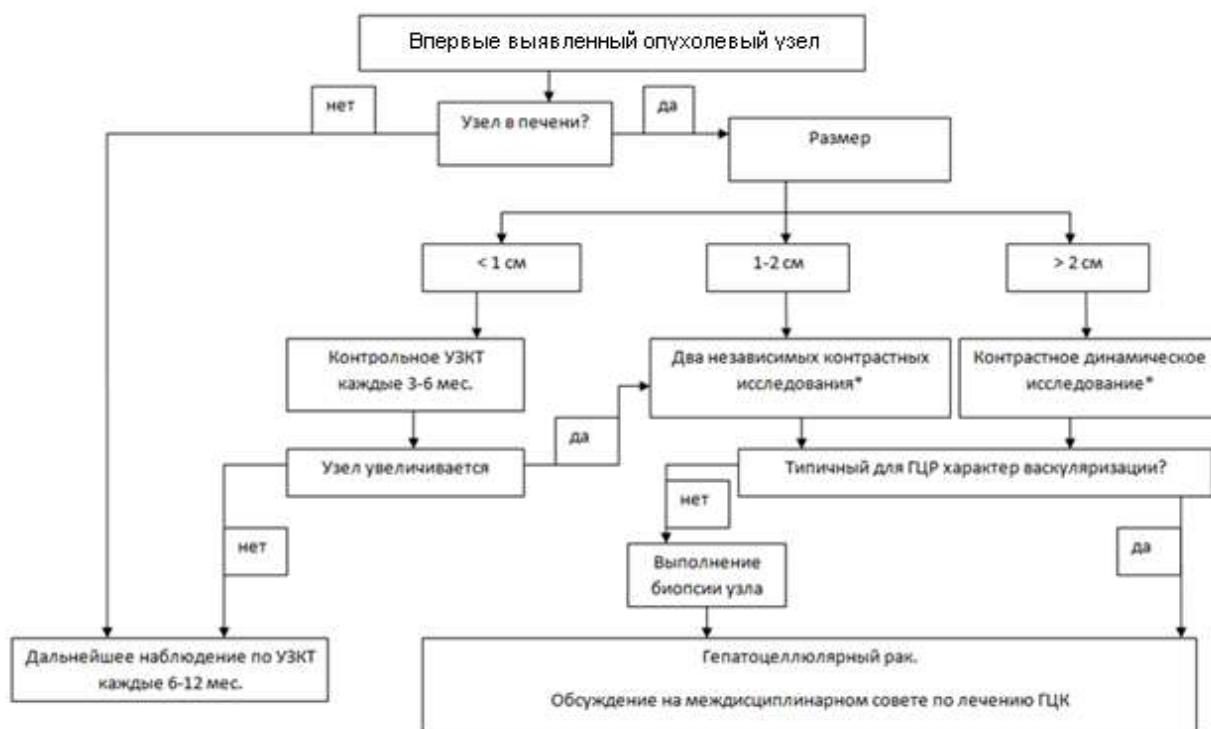 Впервые выявленный опухолевый узел
нет
да
Узел в печени?
Размер
< 1 см
1-2 см
> 2 см
Контрольное УЗКТ
каждые 3-6 мес.
Два независимых контрастных
исследования*
Контрастное динамическое
исследование*
да
Узел увеличивается
Типичный для ГЦР характер васкуляризации?
нет
нет
да
Выполнение
биопсии узла
Дальнейшее наблюдение по УЗКТ
каждые 6-12 мес.
Гепатоцеллюлярный рак.
Обсуждение на междисциплинарном совете по лечению ГЦК